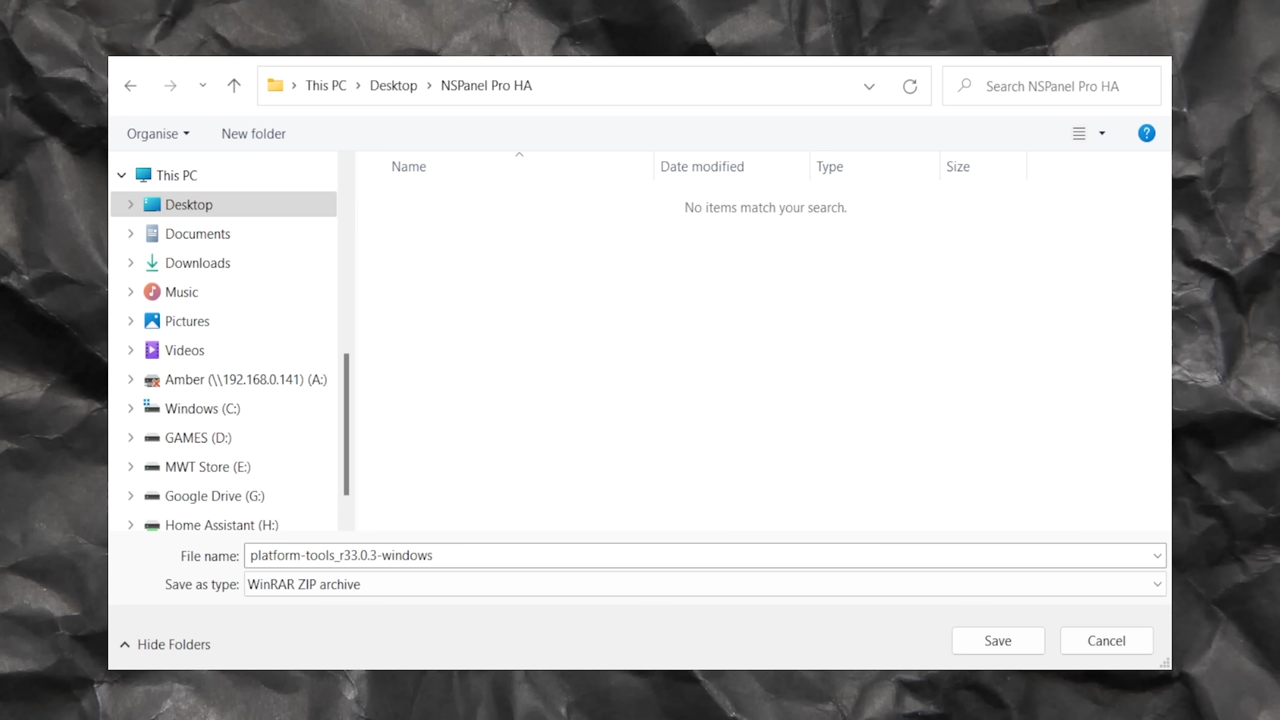 This PC > Desktop > NSPanel Pro HA
Search NSPanel Pro HA
Organise
New folder
?
Name
Date modified
Type
Size
No items match your search.
This PC
Desktop
Documents
Downloads
Music
Pictures
Videos
Amber (\\192.168.0.141) (A:)
Windows (C:)
GAMES (D:)
MWT Store (E:)
Google Drive (G:)
Home Assistant (H:)
File name: platform-tools_r33.0.3-windows
Save as type: WinRAR ZIP archive
Hide Folders
Save
Cancel